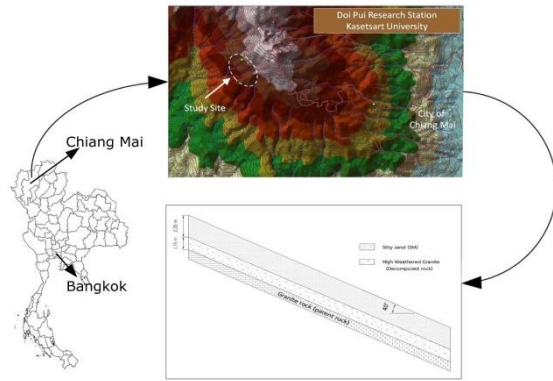 Doi Pui Research Station
Kasetsart University
Study Site
City of
Chiang Mai
Chiang Mai
Bangkok
Silty sand (SM)
High Weathered Granite
(Decomposed rock)
Granite rock (parent rock)